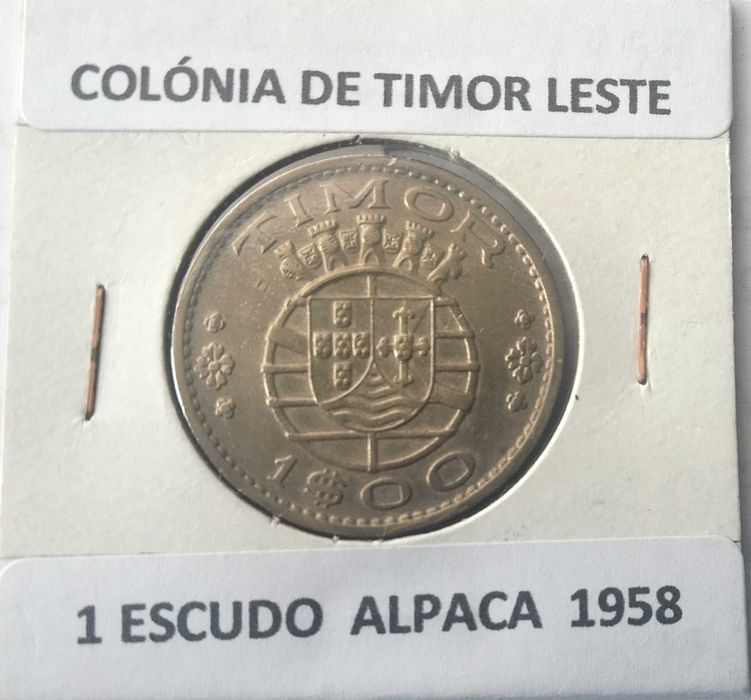 COLÓNIA DE TIMOR LESTE
TIMOR
1$00
1 ESCUDO ALPACA 1958